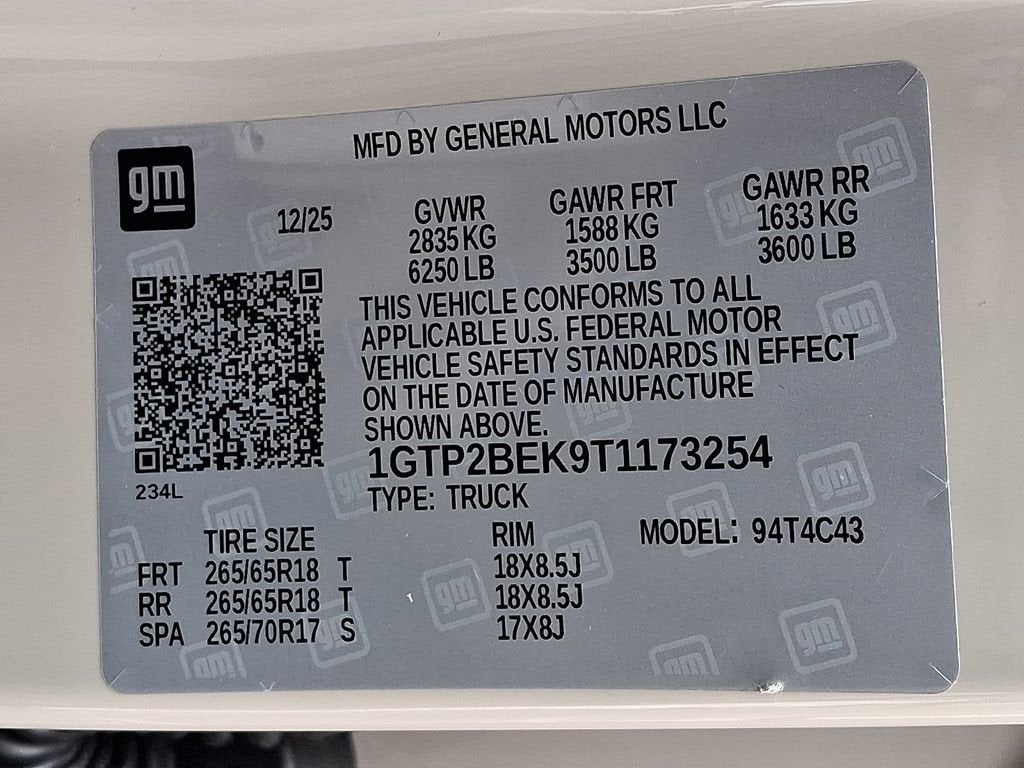 MFD BY GENERAL MOTORS LLC
gm
12/25
GVWR GAWR FRT GAWR RR
2835 KG 1588 KG 1633 KG
6250 LB 3500 LB 3600 LB
THIS VEHICLE CONFORMS TO ALL
APPLICABLE U.S. FEDERAL MOTOR
VEHICLE SAFETY STANDARDS IN EFFECT
ON THE DATE OF MANUFACTURE
SHOWN ABOVE.
1GTP2BEK9T1173254
234L
TYPE: TRUCK
TIRE SIZE RIM MODEL: 94T4C43
FRT 265/65R18 T 18X8.5J
RR 265/65R18 T 18X8.5J
SPA 265/70R17 S 17X8J